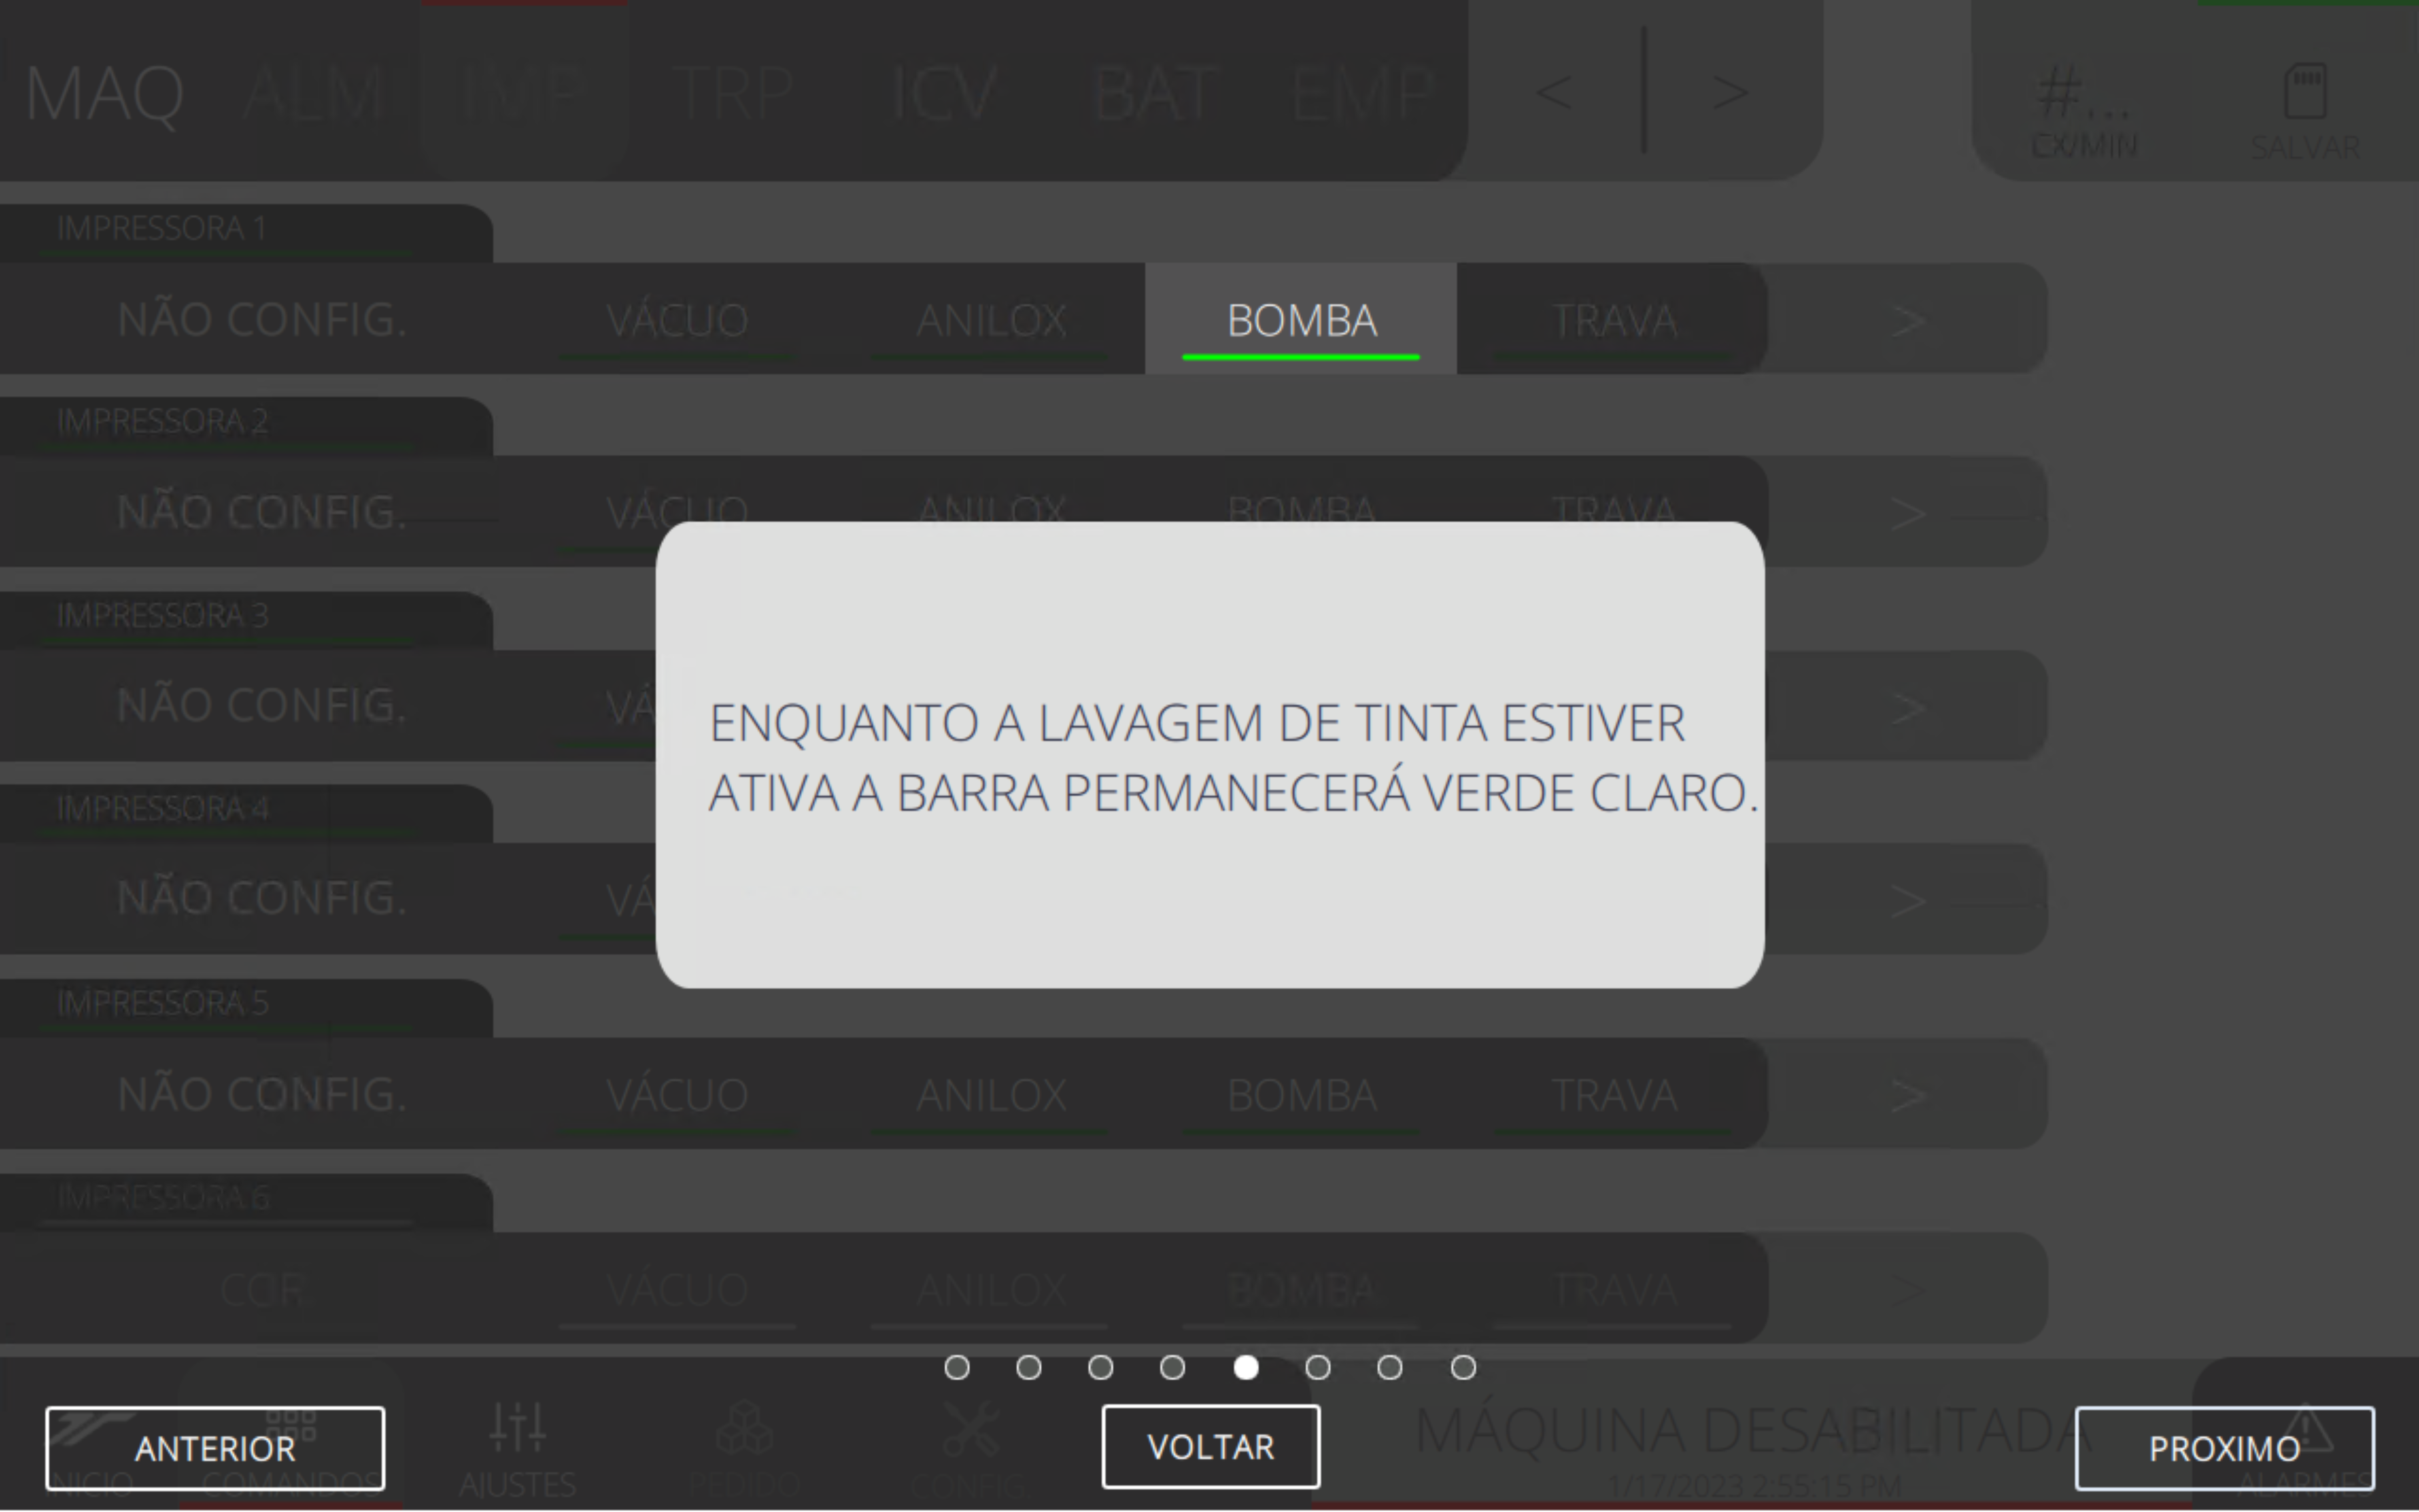 MAQ ALM IMP TRP ICV BAT EMP < > #... CX/MIN SALVAR
IMPRESSORA 1
NÃO CONFIG. VÁCUO ANILOX BOMBA TRAVA >
IMPRESSORA 2
NÃO CONFIG. VÁCUO ANILOX BOMBA TRAVA >
IMPRESSORA 3
NÃO CONFIG. VÁ >
IMPRESSORA 4
NÃO CONFIG. VÁ >
ENQUANTO A LAVAGEM DE TINTA ESTIVER
ATIVA A BARRA PERMANECERÁ VERDE CLARO.
IMPRESSORA 5
NÃO CONFIG. VÁCUO ANILOX BOMBA TRAVA >
IMPRESSORA 6
COR VÁCUO ANILOX BOMBA TRAVA >
ANTERIOR VOLTAR PROXIMO
MÁQUINA DESABILITADA
INICIO COMANDOS AJUSTES PEDIDO CONFIG. 1/17/2023 2:55:15 PM ALARMES